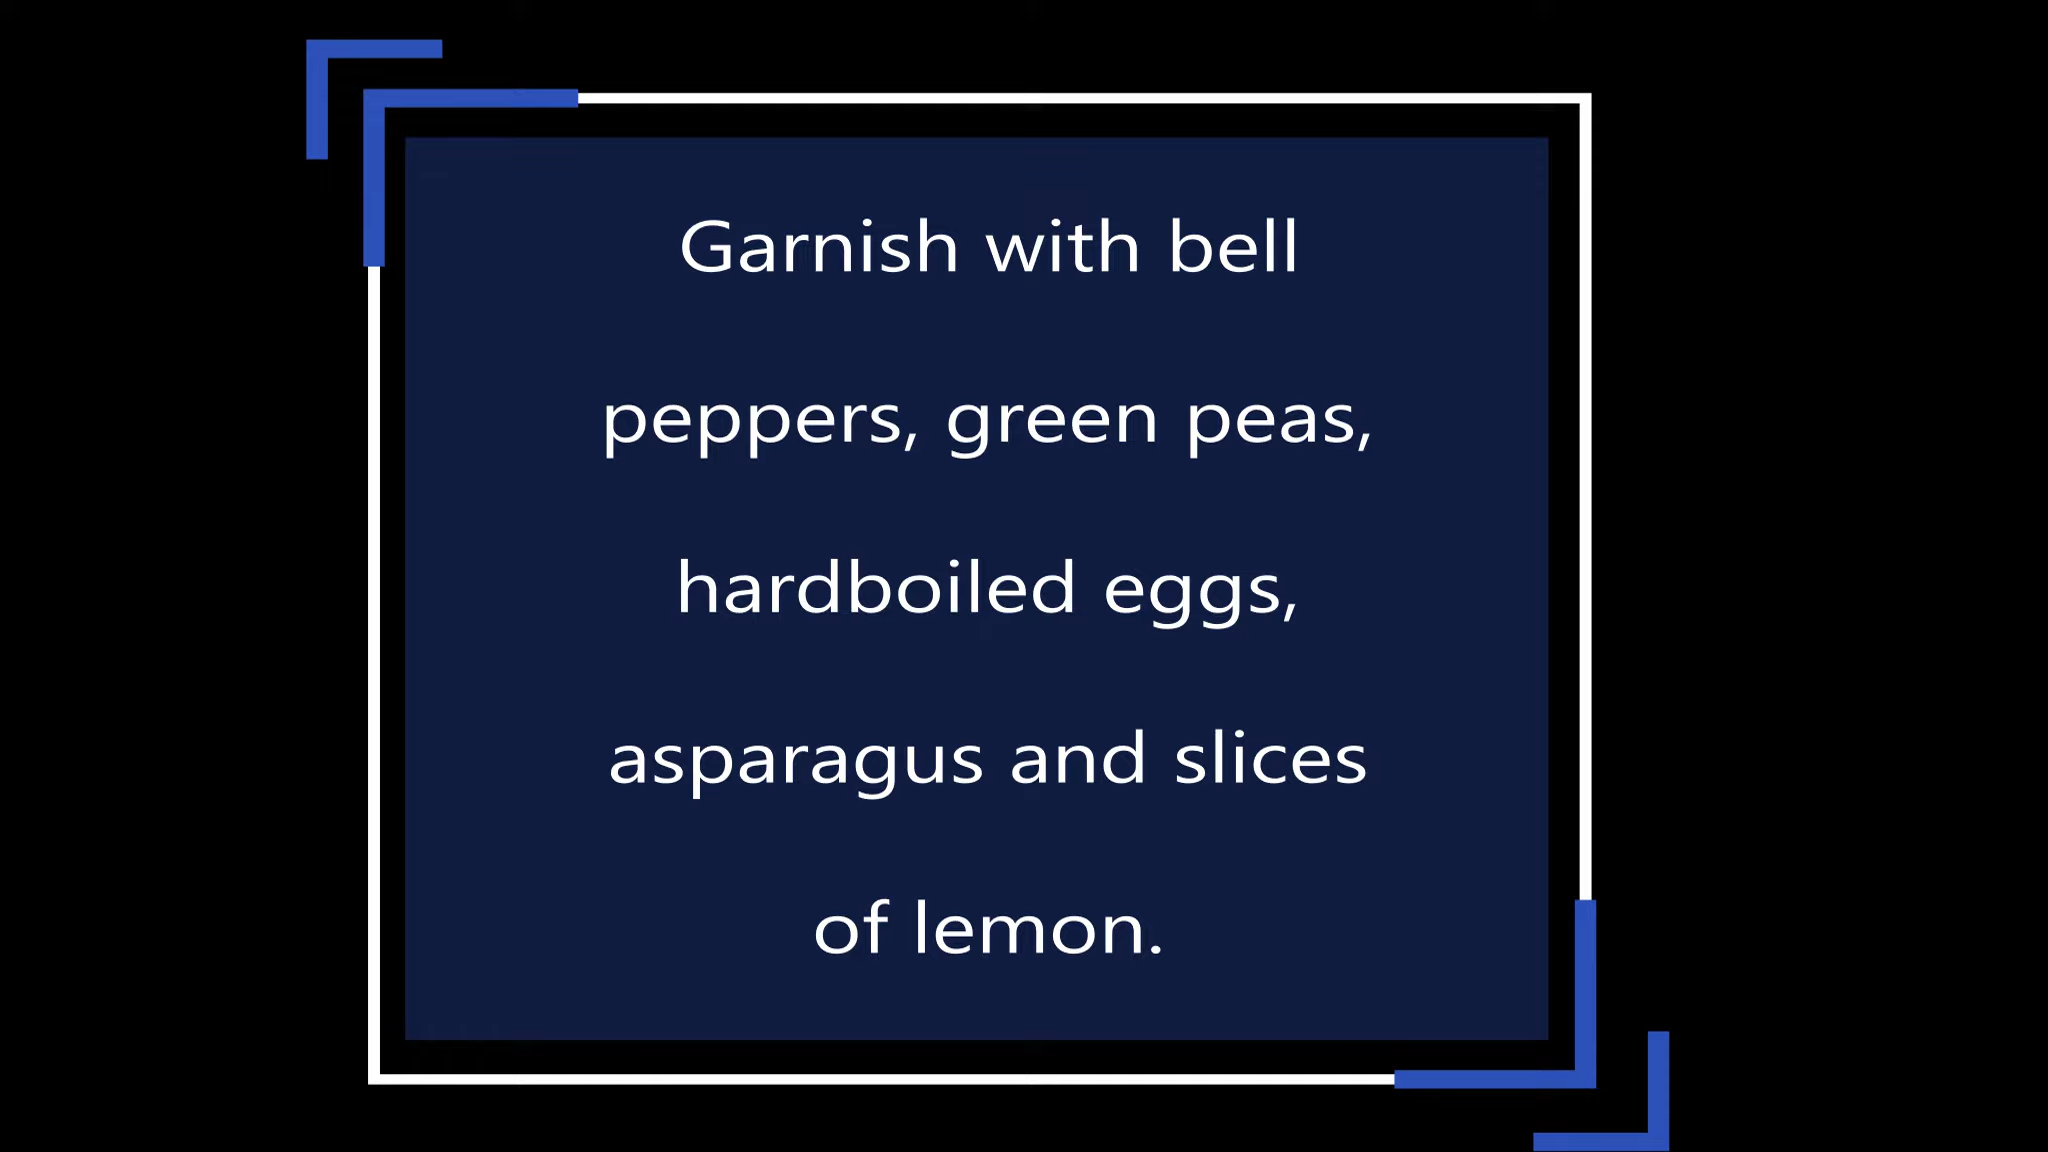 Garnish with bell
peppers, green peas,
hardboiled eggs,
asparagus and slices
of lemon.